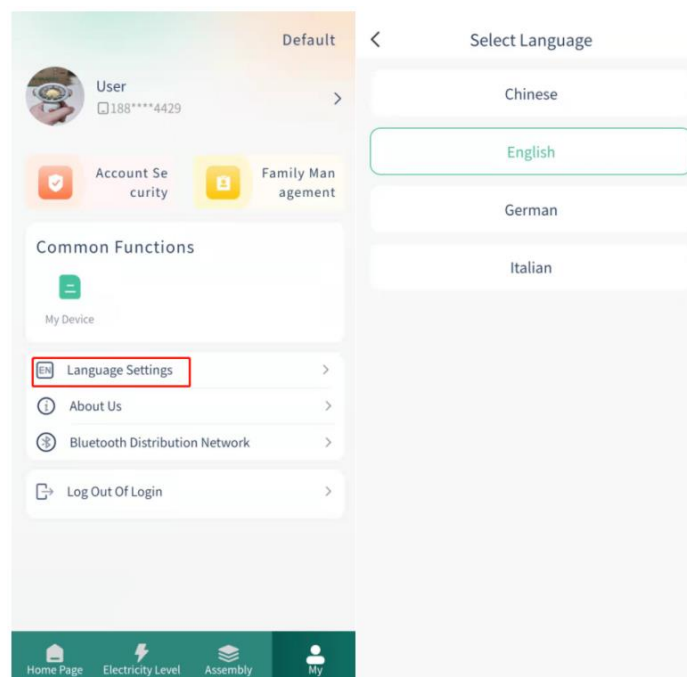 Default
User
188****4429
Account Se
curity
Family Man
agement
Common Functions
My Device
EN Language Settings
About Us
Bluetooth Distribution Network
Log Out Of Login
Home Page
Electricity Level
Assembly
My
Select Language
Chinese
English
German
Italian